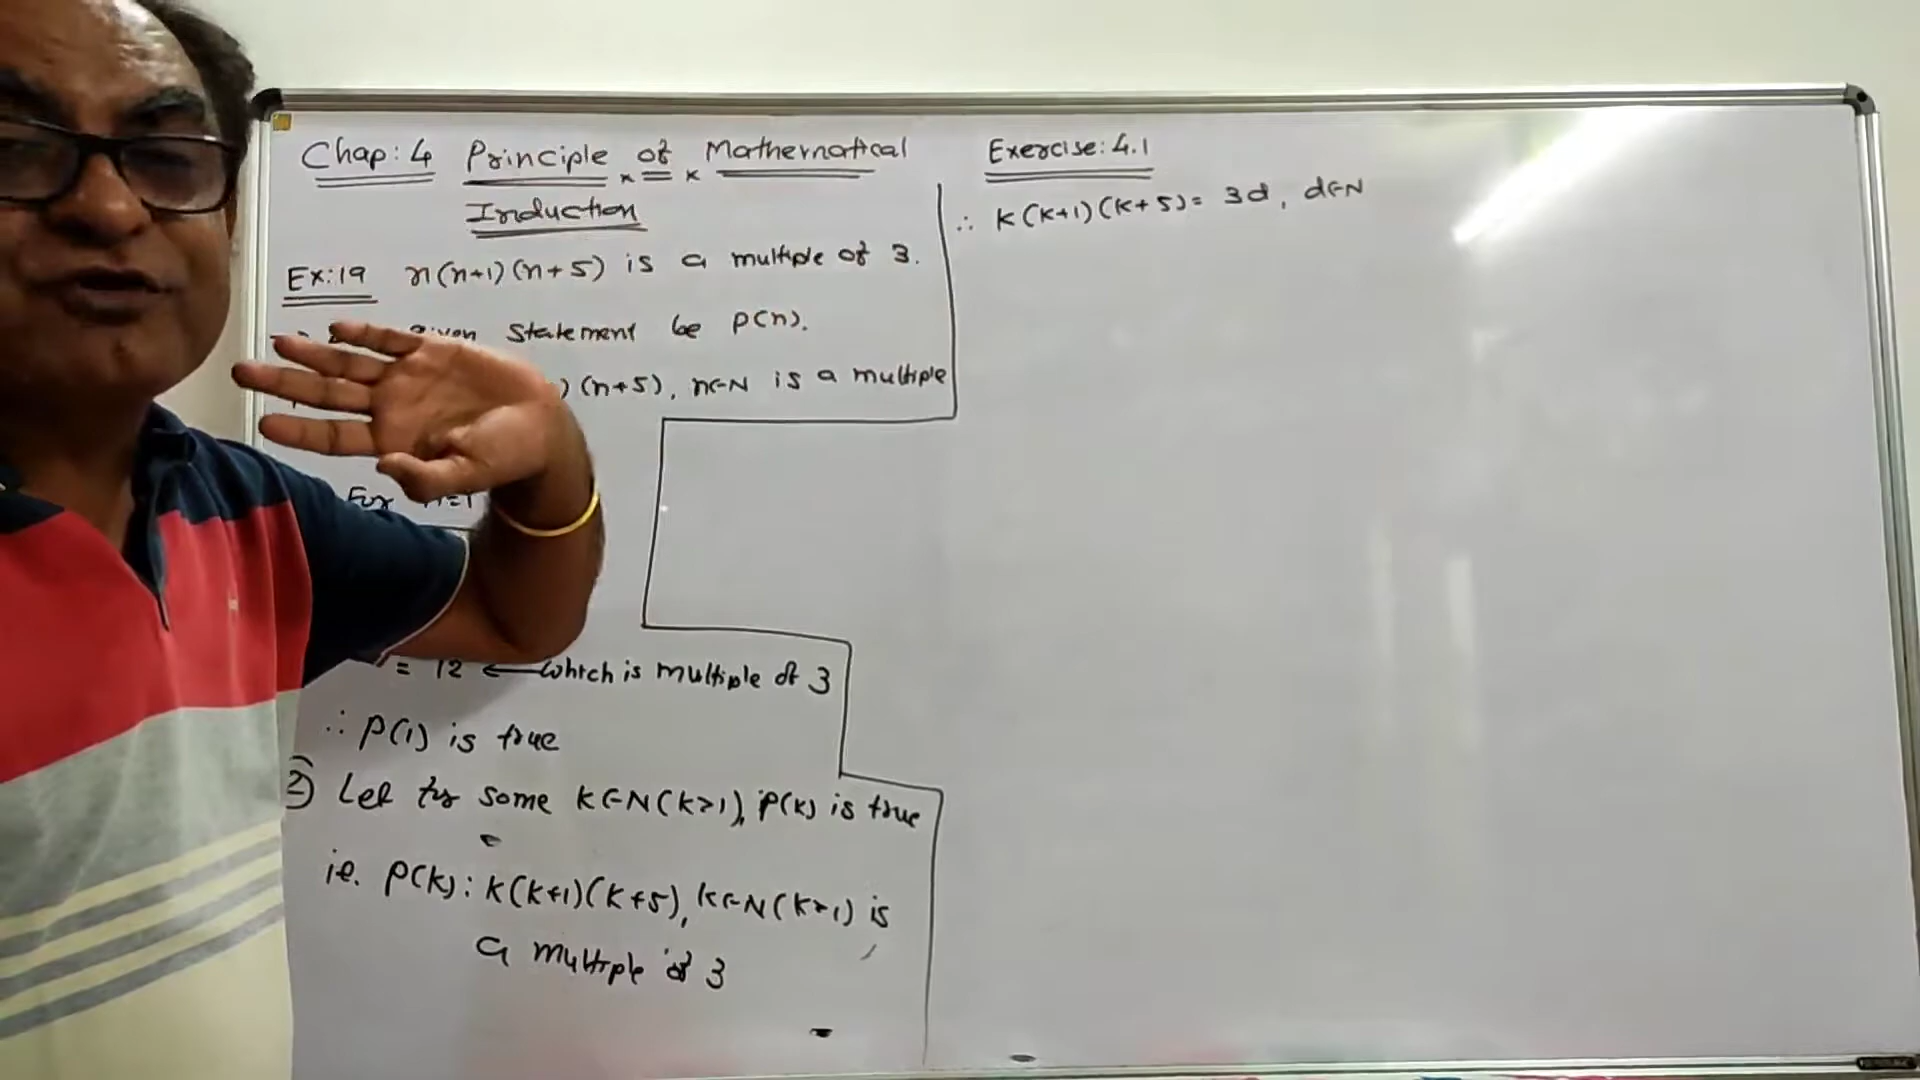 Chap: 4 Principle of Mathematical
Induction
Ex: 19 n(n+1)(n+5) is a multiple of 3.
given Statement be P(n).
)(n+5), n∈N is a multiple
For n=1
= 12 ← which is multiple of 3
∴ P(1) is true
② Let for some k∈N(k>1), P(k) is true
ie. P(k): k(k+1)(k+5), k∈N(k>1) is
a multiple of 3
Exercise: 4.1
∴ k(k+1)(k+5)= 3d, d∈N